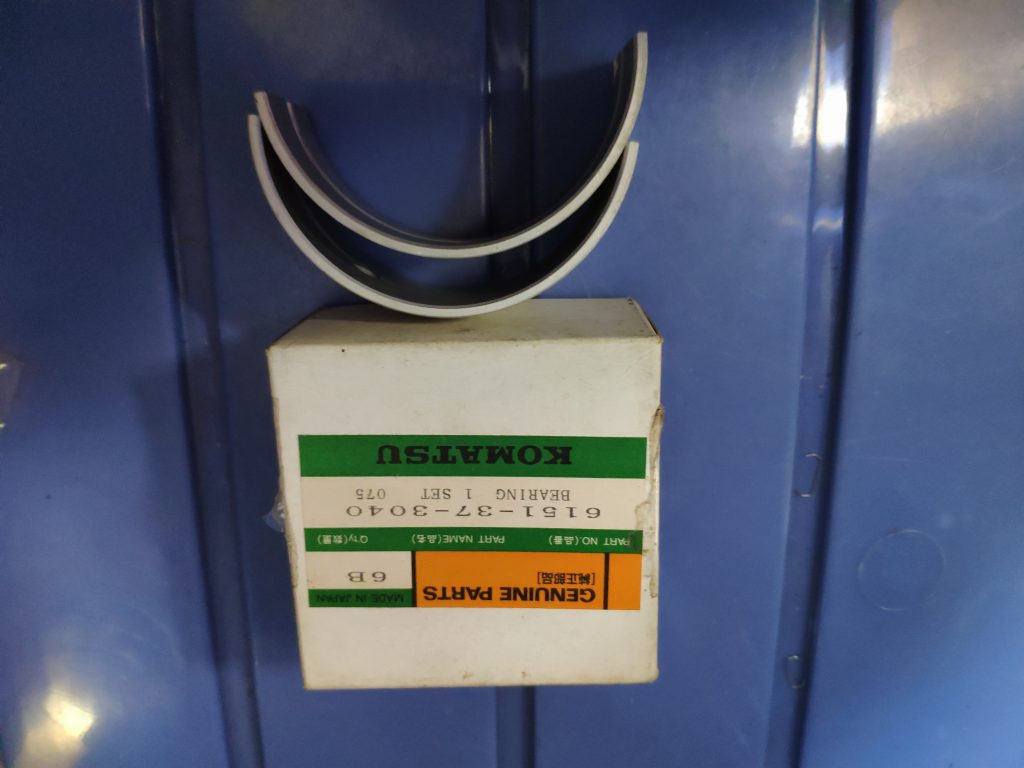 GENUINE PARTS
[純正部品]
MADE IN JAPAN
6B
PART NO.(品番) PART NAME(品名) Q'TY(数量)
6151-37-3040
BEARING 1 SET 075
KOMATSU